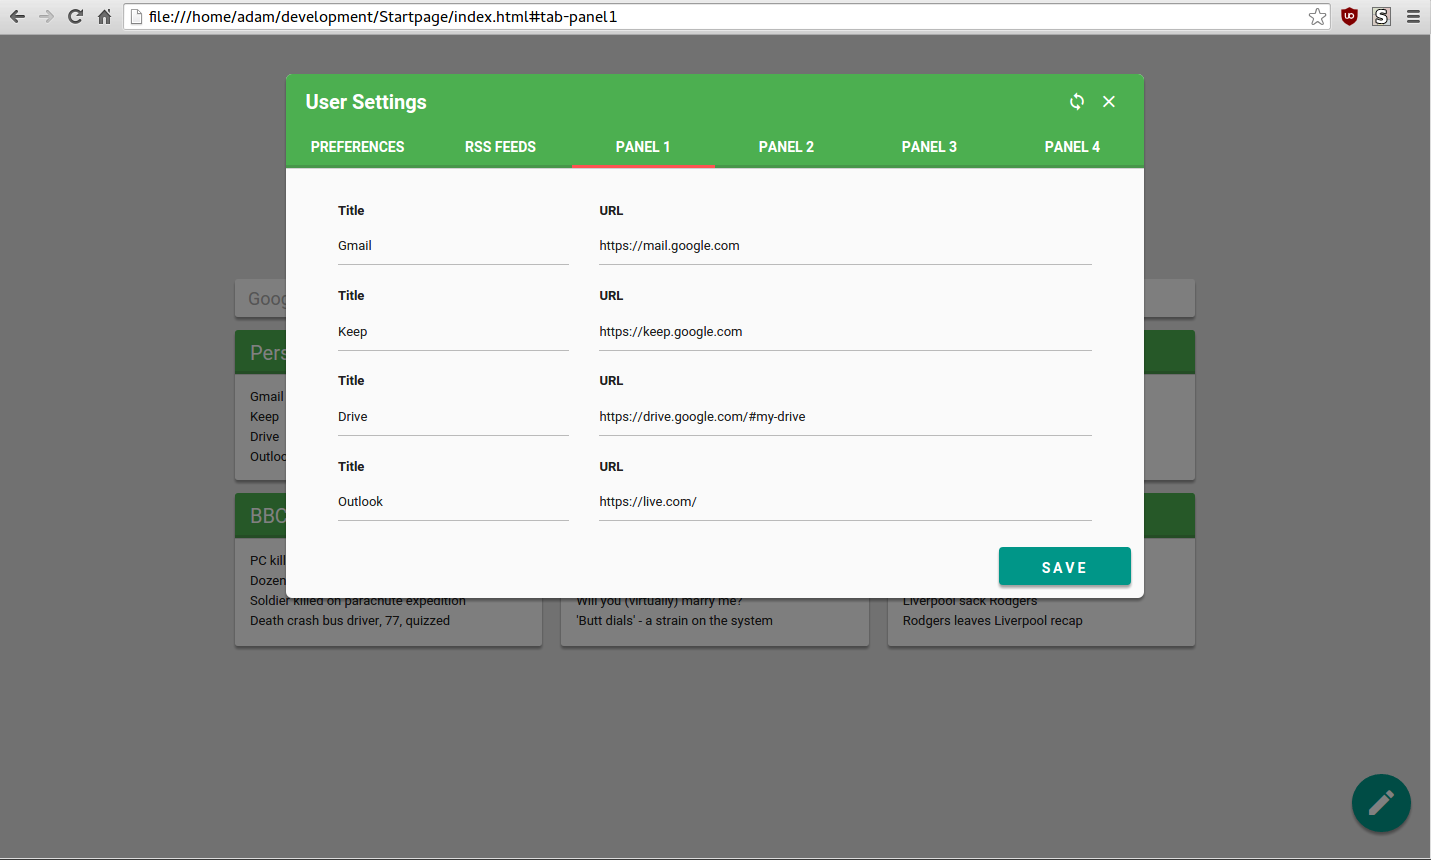 file:///home/adam/development/Startpage/index.html#tab-panel1
User Settings
PREFERENCES RSS FEEDS PANEL 1 PANEL 2 PANEL 3 PANEL 4
Title URL
Gmail https://mail.google.com
Title URL
Keep https://keep.google.com
Title URL
Drive https://drive.google.com/#my-drive
Title URL
Outlook https://live.com/
SAVE
Goog
Pers
Gmail
Keep
Drive
Outloo
BBC
PC kill
Dozen
Soldier killed on parachute expedition
Death crash bus driver, 77, quizzed
Will you (virtually) marry me?
'Butt dials' - a strain on the system
Liverpool sack Rodgers
Rodgers leaves Liverpool recap